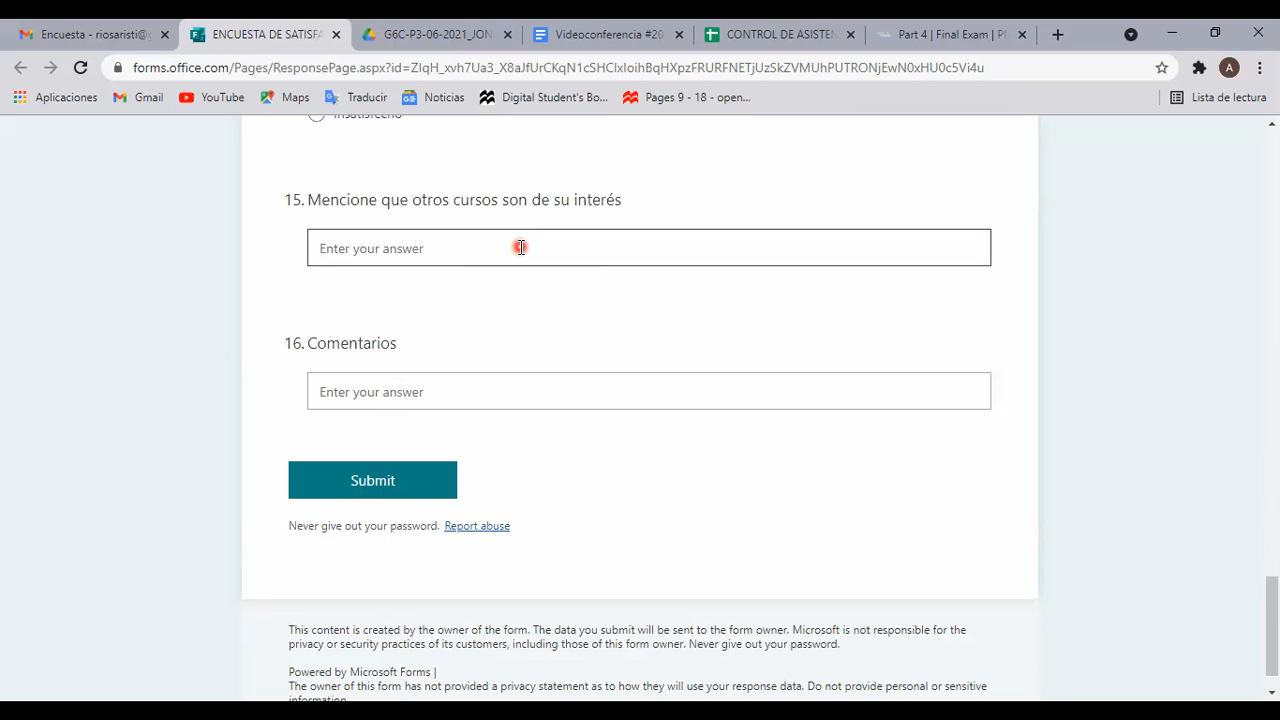 Encuesta - riosaristi@
ENCUESTA DE SATISFA
G6C-P3-06-2021_JON
Videoconferencia #20
CONTROL DE ASISTEN
Part 4 | Final Exam | Pl
forms.office.com/Pages/ResponsePage.aspx?id=ZIqH_xvh7Ua3_X8aJfUrCKqN1cSHClxIoihBqHXpzFRURFNETjUzSkZVMUhPUTRONjEwN0xHU0c5Vi4u
A
Aplicaciones
Gmail
YouTube
Maps
Traducir
Noticias
Digital Student's Bo...
Pages 9 - 18 - open...
Lista de lectura
Insatisfecho
15. Mencione que otros cursos son de su interés
Enter your answer
16. Comentarios
Enter your answer
Submit
Never give out your password. Report abuse
This content is created by the owner of the form. The data you submit will be sent to the form owner. Microsoft is not responsible for the
privacy or security practices of its customers, including those of this form owner. Never give out your password.
Powered by Microsoft Forms |
The owner of this form has not provided a privacy statement as to how they will use your response data. Do not provide personal or sensitive
information.